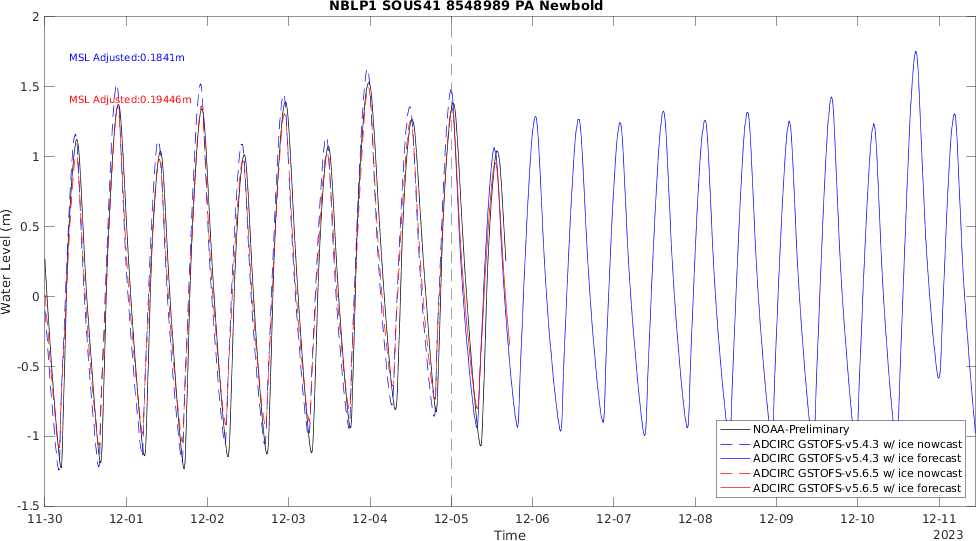 NBLP1 SOUS41 8548989 PA Newbold
2
1.5
1
0.5
0
-0.5
-1
-1.5
Water Level (m)
MSL Adjusted:0.1841m
MSL Adjusted:0.19446m
NOAA-Preliminary
ADCIRC GSTOFS-v5.4.3 w/ ice nowcast
ADCIRC GSTOFS-v5.4.3 w/ ice forecast
ADCIRC GSTOFS-v5.6.5 w/ ice nowcast
ADCIRC GSTOFS-v5.6.5 w/ ice forecast
11-30 12-01 12-02 12-03 12-04 12-05 12-06 12-07 12-08 12-09 12-10 12-11
Time
2023